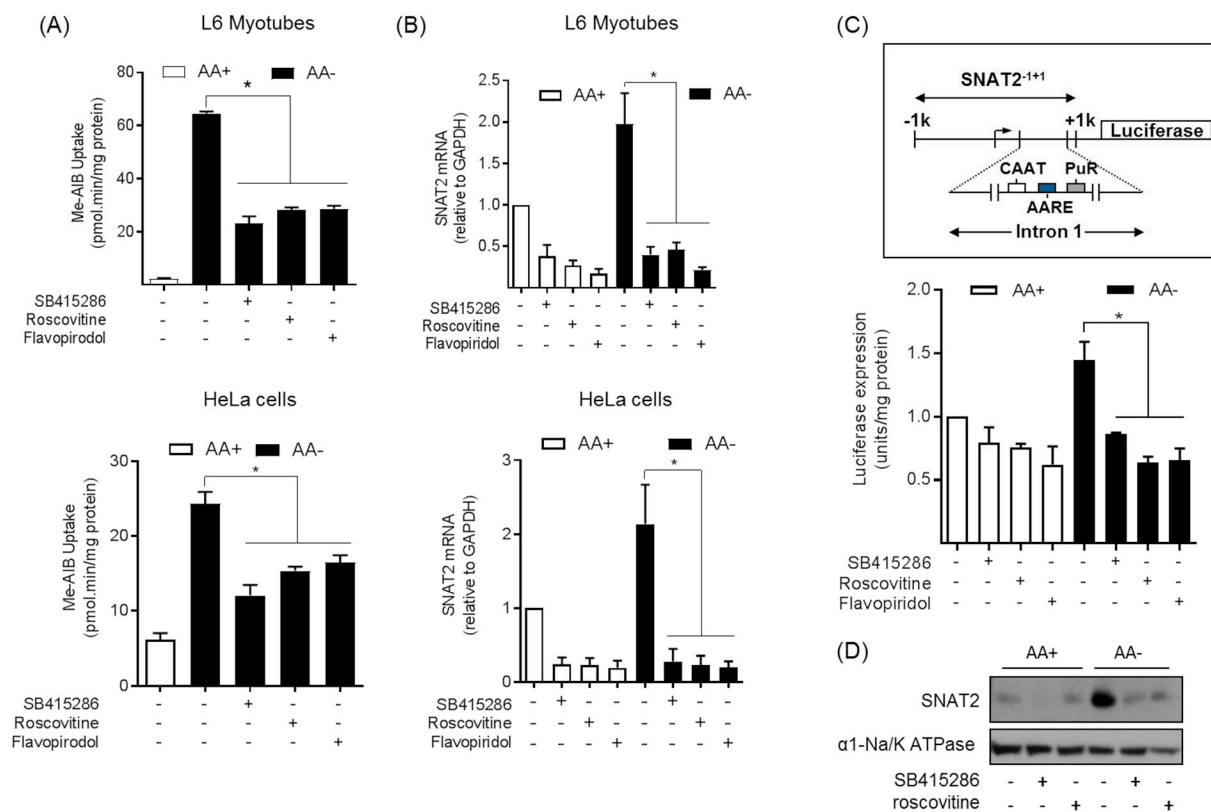 (A)
L6 Myotubes
AA+ AA-
Me-AIB Uptake
(pmol.min/mg protein)
80
60
40
20
*
SB415286 - - + - -
Roscovitine - - - + -
Flavopirodol - - - - +
HeLa cells
AA+ AA-
Me-AIB Uptake
(pmol.min/mg protein)
30
20
10
0
*
SB415286 - - + - -
Roscovitine - - - + -
Flavopirodol - - - - +
(B)
L6 Myotubes
AA+ AA-
SNAT2 mRNA
(relative to GAPDH)
2.5
2.0
1.5
1.0
0.5
*
SB415286 - + - - - + - -
Roscovitine - - + - - - + -
Flavopiridol - - - + - - - +
HeLa cells
AA+ AA-
SNAT2 mRNA
(relative to GAPDH)
3
2
1
0
*
SB415286 - + - - - + - -
Roscovitine - - + - - - + -
Flavopiridol - - - + - - - +
(C)
SNAT2-1+1
-1k +1k
Luciferase
CAAT PuR
AARE
Intron 1
AA+ AA-
Luciferase expression
(units/mg protein)
2.0
1.5
1.0
0.5
0.0
*
SB415286 - + - - - + - -
Roscovitine - - + - - - + -
Flavopiridol - - - + - - - +
(D)
AA+ AA-
SNAT2
α1-Na/K ATPase
SB415286 - + - - + -
roscovitine - - + - - +